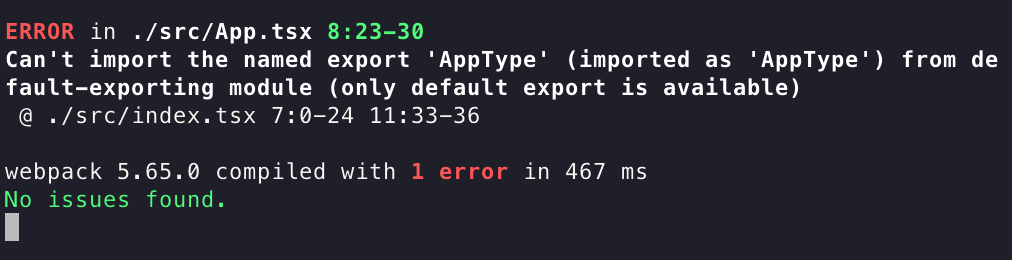 ERROR in ./src/App.tsx 8:23-30
Can't import the named export 'AppType' (imported as 'AppType') from de
fault-exporting module (only default export is available)
 @ ./src/index.tsx 7:0-24 11:33-36

webpack 5.65.0 compiled with 1 error in 467 ms
No issues found.